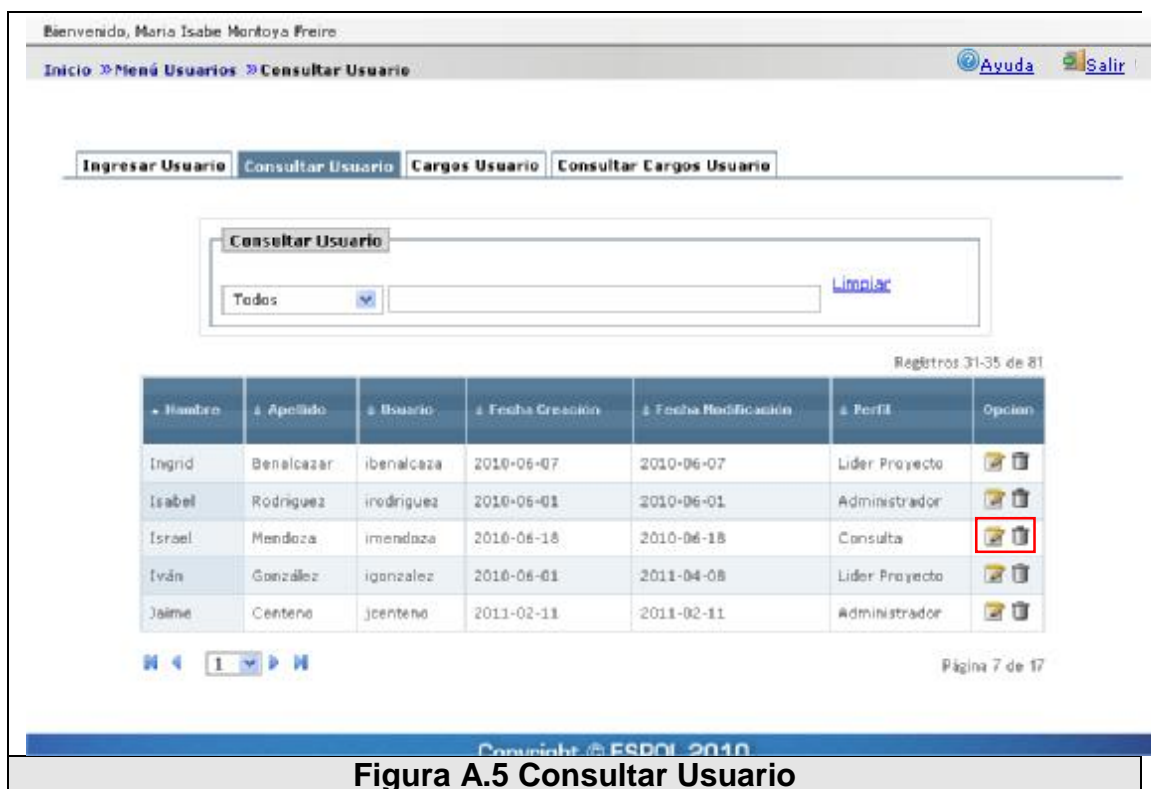 Bienvenido, Maria Isabe Montoya Freire
Inicio » Menú Usuarios » Consultar Usuario
Ayuda Salir
Ingresar Usuario Consultar Usuario Cargos Usuario Consultar Cargos Usuario
Consultar Usuario
Todos Limpiar
Registros 31-35 de 81
Nombre Apellido Usuario Fecha Creación Fecha Modificación Perfil Opcion
Ingrid Benalcazar ibenalcaza 2010-06-07 2010-06-07 Lider Proyecto
Isabel Rodriguez irodriguez 2010-06-01 2010-06-01 Administrador
Israel Mendoza imendoza 2010-06-18 2010-06-18 Consulta
Iván González igonzalez 2010-06-01 2011-04-08 Lider Proyecto
Jaime Centeno jcenteno 2011-02-11 2011-02-11 Administrador
1 Página 7 de 17
Copyright © ESPOL 2010
Figura A.5 Consultar Usuario